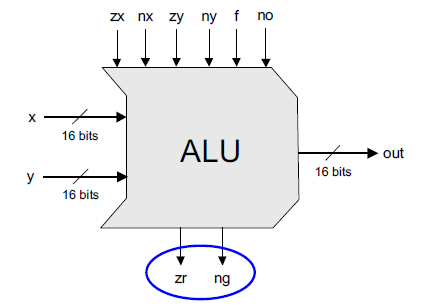 zx nx zy ny f no
x
16 bits
ALU
out
16 bits
y
16 bits
zr ng